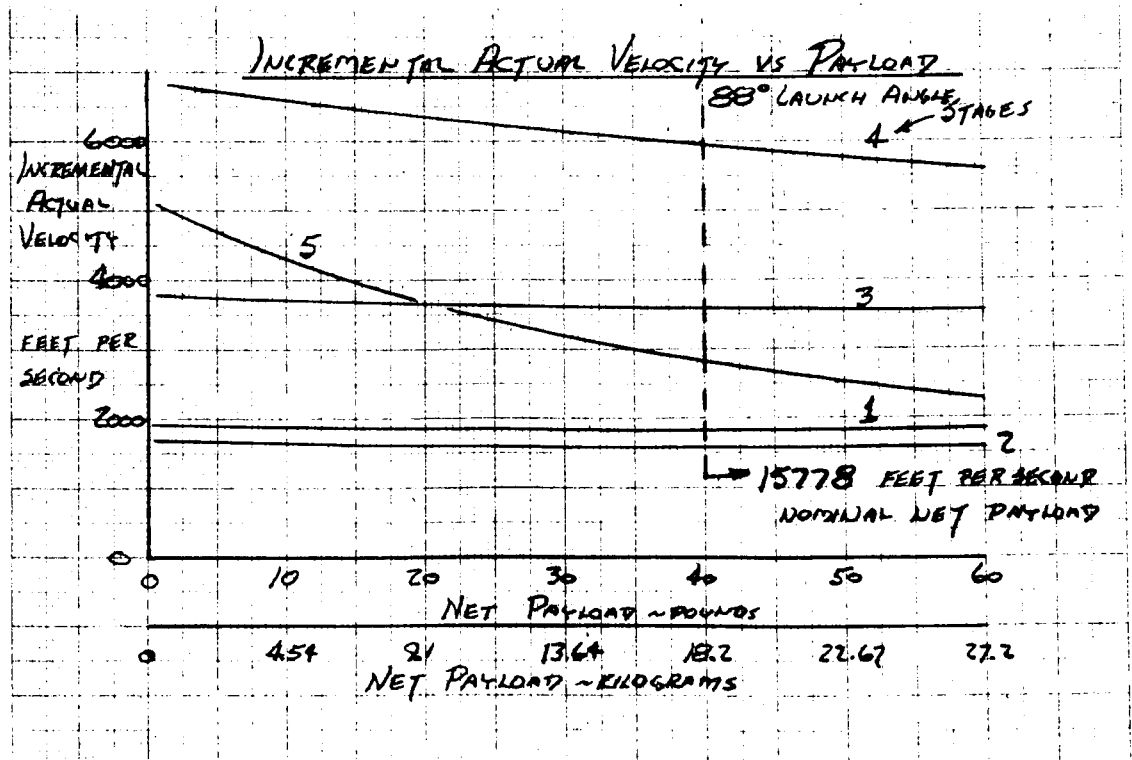 INCREMENTAL ACTUAL VELOCITY VS PAYLOAD
88° LAUNCH ANGLE
STAGES
4
6000
INCREMENTAL
ACTUAL
VELOCITY
5
4000
3
FEET PER
SECOND
2000
1
2
15778 FEET PER SECOND
NOMINAL NET PAYLOAD
0
0 10 20 30 40 50 60
NET PAYLOAD ~ POUNDS
0 4.54 13.64 18.2 22.67 27.2
NET PAYLOAD ~ KILOGRAMS